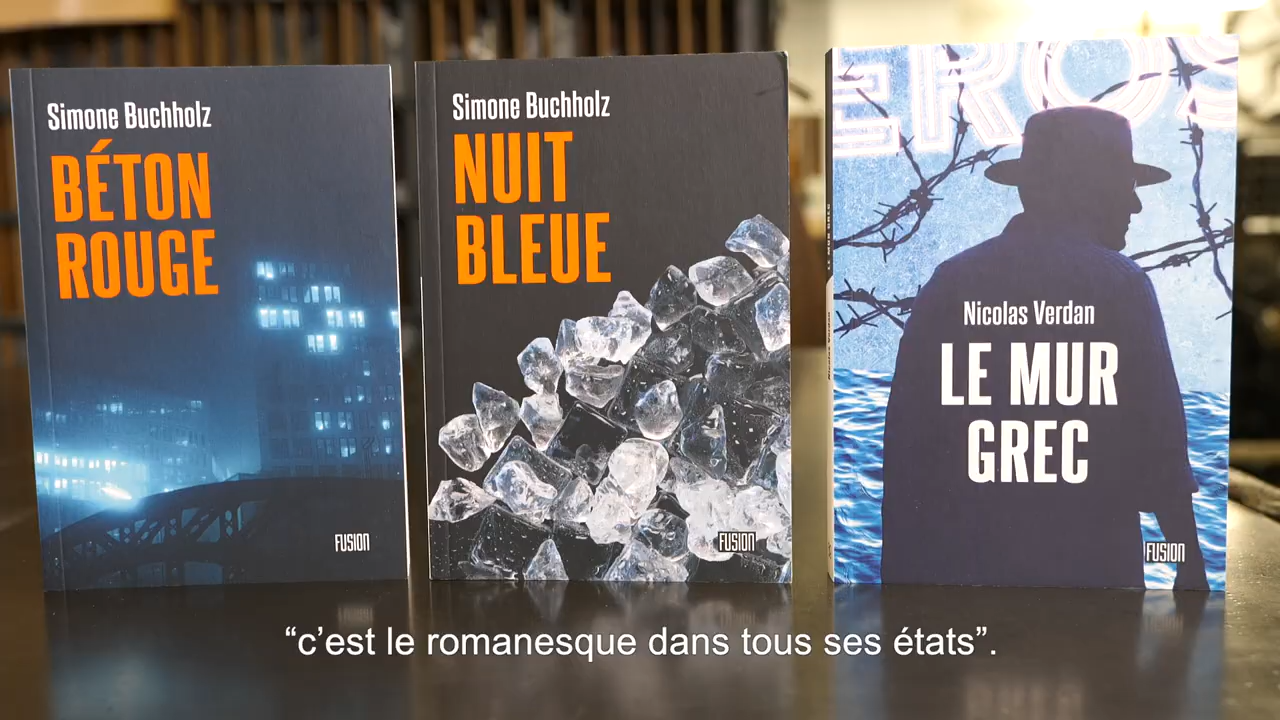 Simone Buchholz
BÉTON
ROUGE
FUSION
Simone Buchholz
NUIT
BLEUE
FUSION
EROS
Nicolas Verdan
LE MUR
GREC
FUSION
“c’est le romanesque dans tous ses états”.